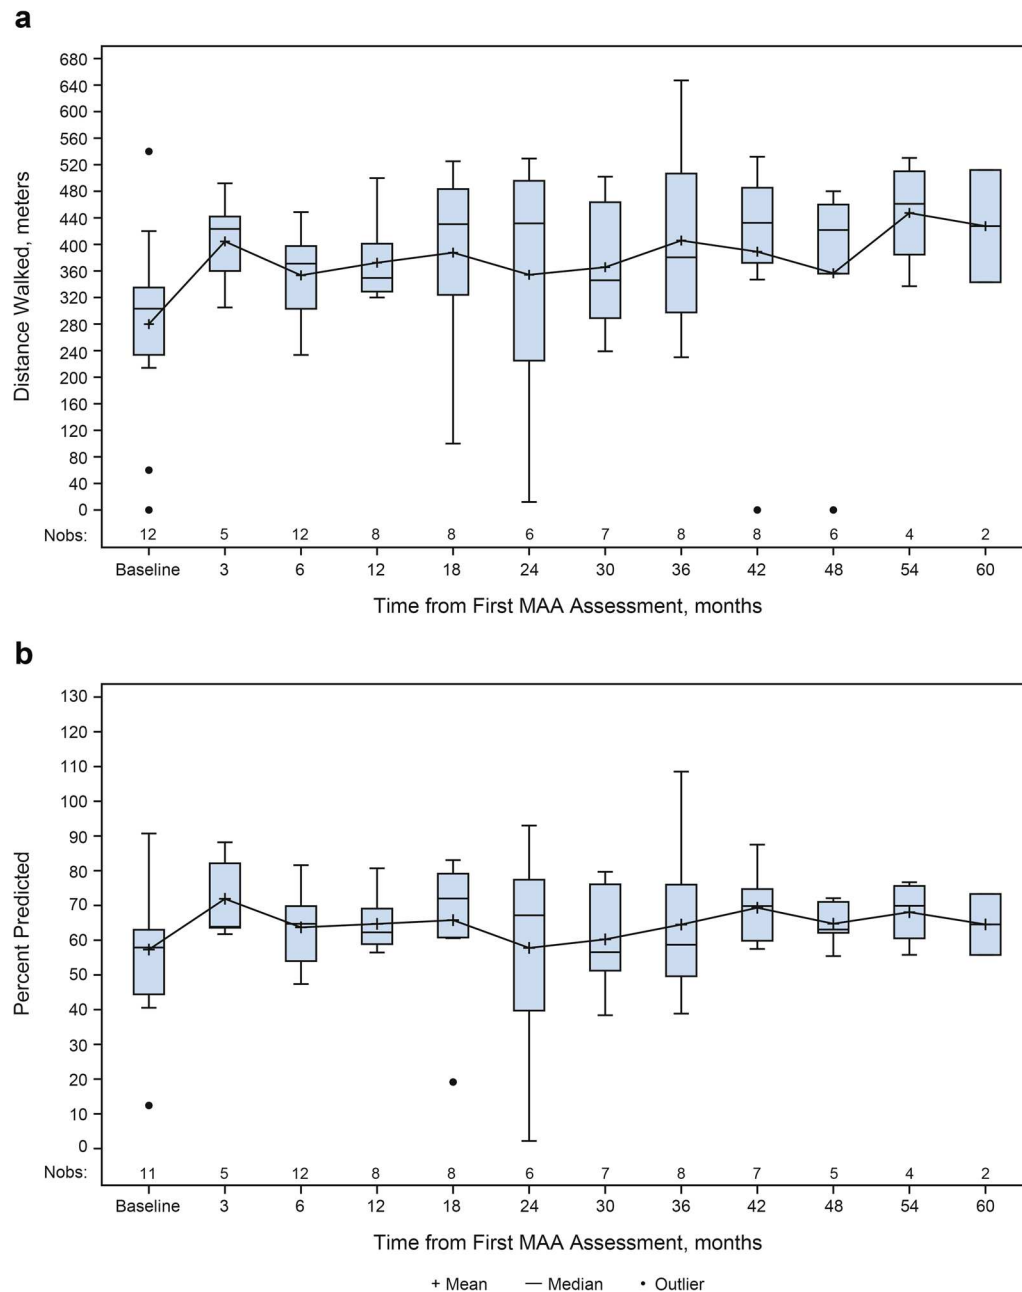 a
Distance Walked, meters
680
640
600
560
520
480
440
400
360
320
280
240
200
160
120
80
40
0
Nobs: 12 5 12 8 8 6 7 8 8 6 4 2
Baseline 3 6 12 18 24 30 36 42 48 54 60
Time from First MAA Assessment, months
b
Percent Predicted
130
120
110
100
90
80
70
60
50
40
30
20
10
0
Nobs: 11 5 12 8 8 6 7 8 7 5 4 2
Baseline 3 6 12 18 24 30 36 42 48 54 60
Time from First MAA Assessment, months
+ Mean — Median • Outlier